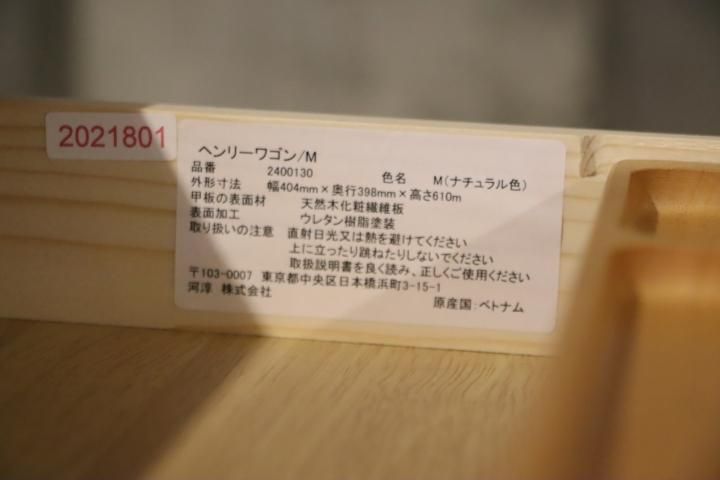 2021801
ヘンリーワゴン/M
品番 2400130 色名 M(ナチュラル色)
外形寸法 幅404mm×奥行398mm×高さ610m
甲板の表面材 天然木化粧繊維板
表面加工 ウレタン樹脂塗装
取り扱いの注意 直射日光又は熱を避けてください
上に立ったり跳ねたりしないでください
取扱説明書を良く読み、正しくご使用ください
〒103-0007 東京都中央区日本橋浜町3-15-1
河淳 株式会社
原産国:ベトナム